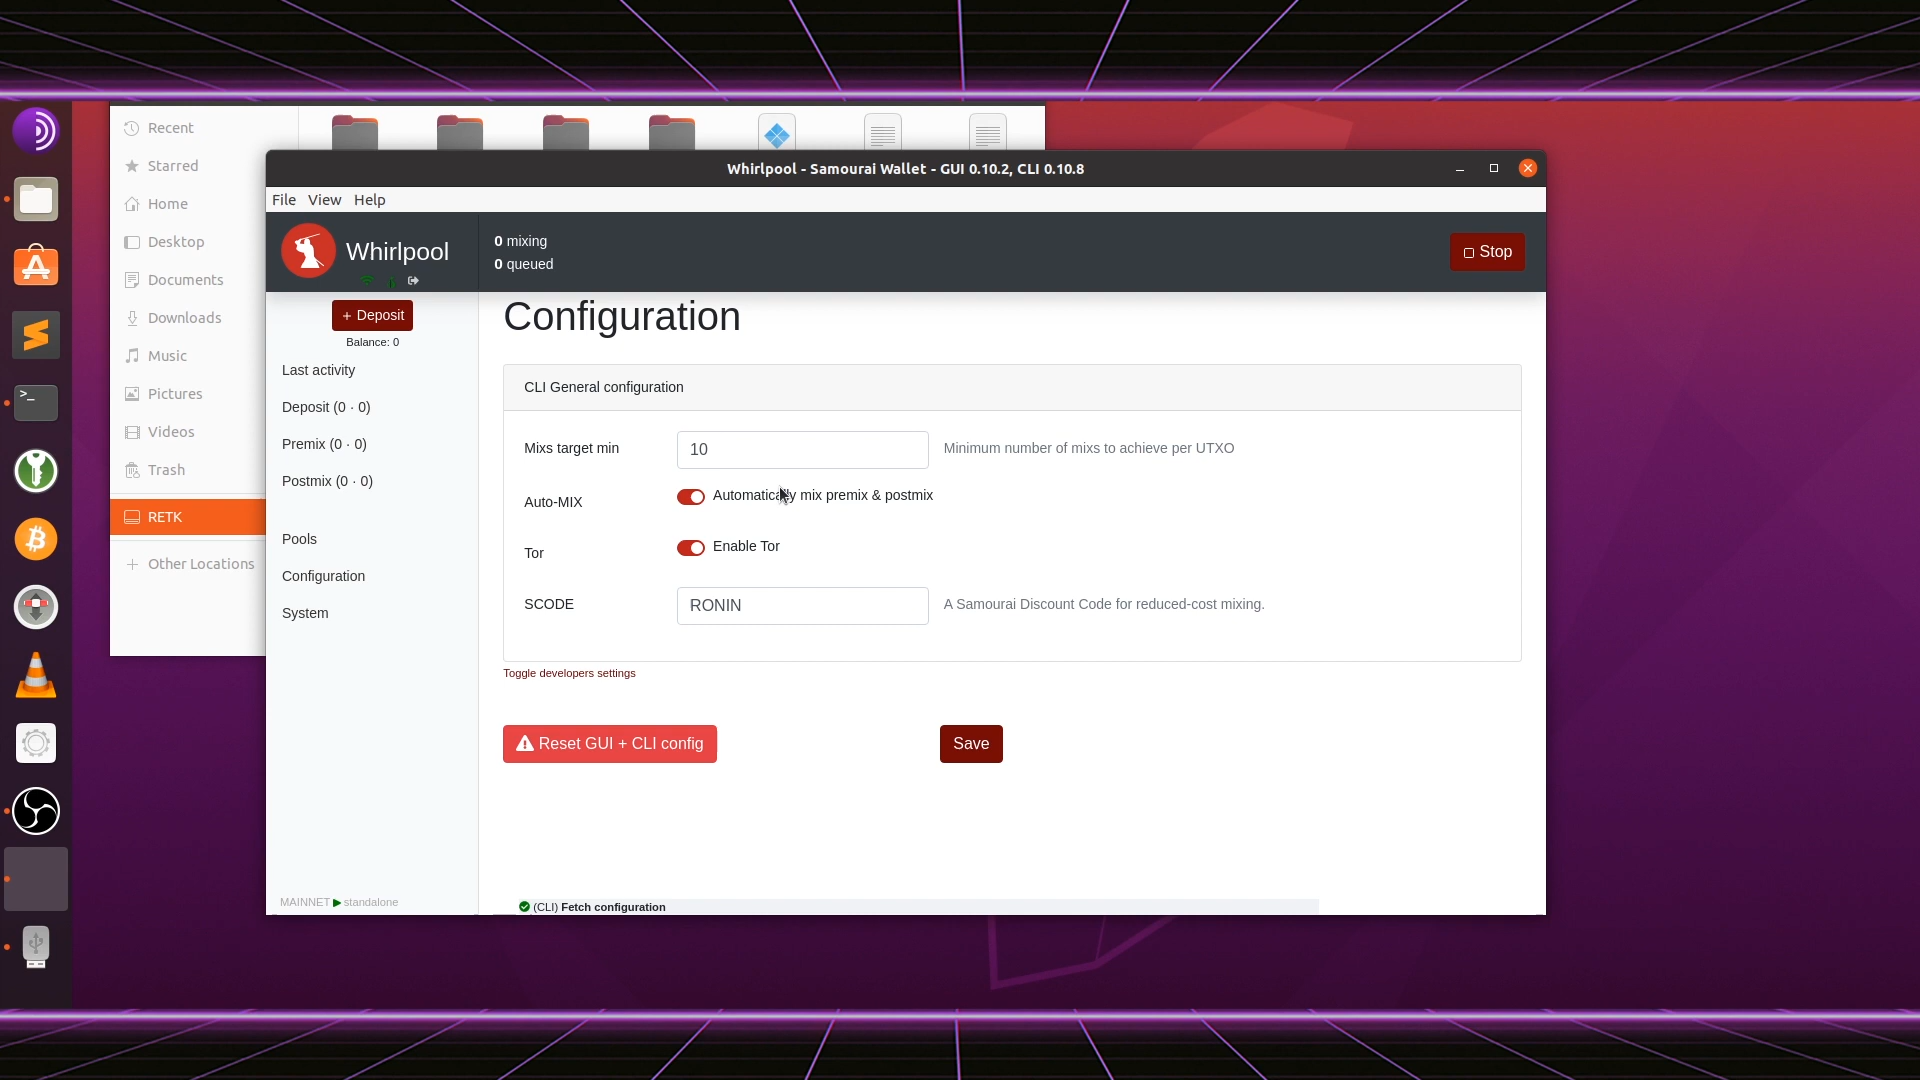 Recent
Starred
Home
Desktop
Documents
Downloads
Music
Pictures
Videos
Trash
RETK
Other Locations
Whirlpool - Samourai Wallet - GUI 0.10.2, CLI 0.10.8
File View Help
Whirlpool
0 mixing
0 queued
Stop
+ Deposit
Balance: 0
Last activity
Deposit (0 · 0)
Premix (0 · 0)
Postmix (0 · 0)
Pools
Configuration
System
MAINNET standalone
Configuration
CLI General configuration
Mixs target min 10 Minimum number of mixs to achieve per UTXO
Auto-MIX Automatically mix premix & postmix
Tor Enable Tor
SCODE RONIN A Samourai Discount Code for reduced-cost mixing.
Toggle developers settings
Reset GUI + CLI config Save
(CLI) Fetch configuration